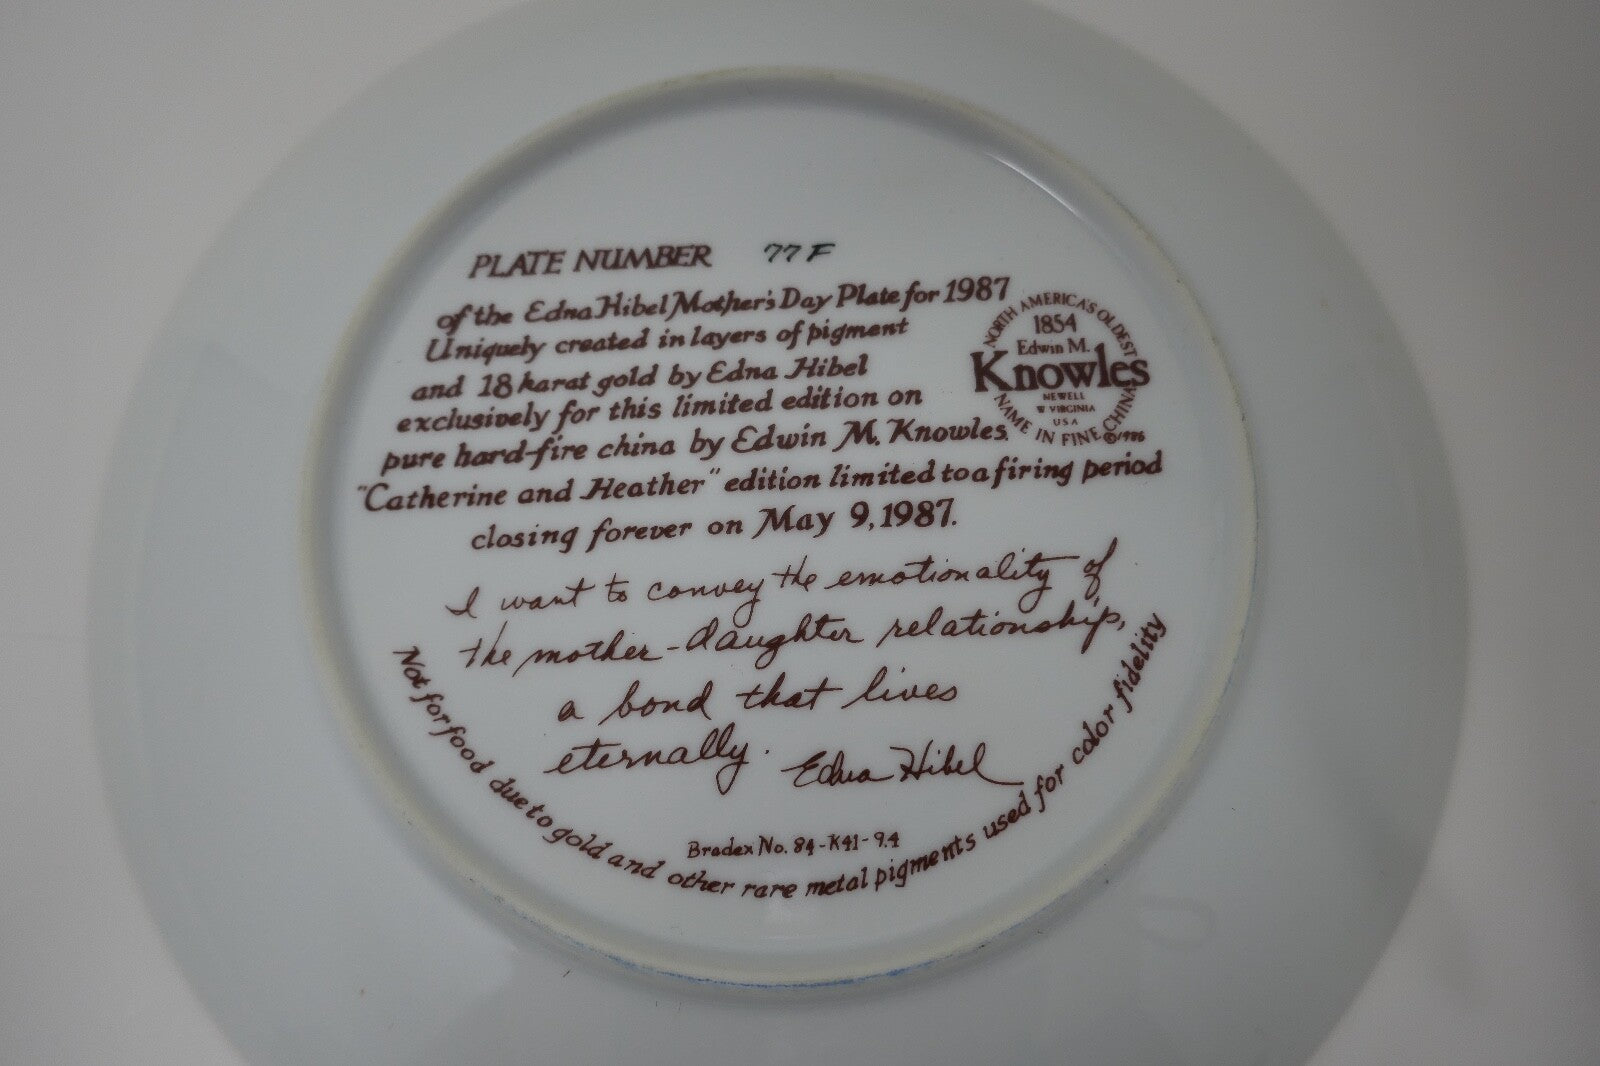 PLATE NUMBER 77F
of the Edna Hibel Mother's Day Plate for 1987
Uniquely created in layers of pigment
and 18 karat gold by Edna Hibel
exclusively for this limited edition on
pure hard-fire china by Edwin M. Knowles.
"Catherine and Heather" edition limited to a firing period
closing forever on May 9, 1987.
NORTH AMERICA'S OLDEST
1854
Edwin M.
Knowles
NEWELL
W VIRGINIA
USA
NAME IN FINE CHINA
I want to convey the emotionality of
the mother-daughter relationship,
a bond that lives
eternally.
Edna Hibel
Bradex No. 84-K41-9.4
Not for food due to gold and other rare metal pigments used for color fidelity